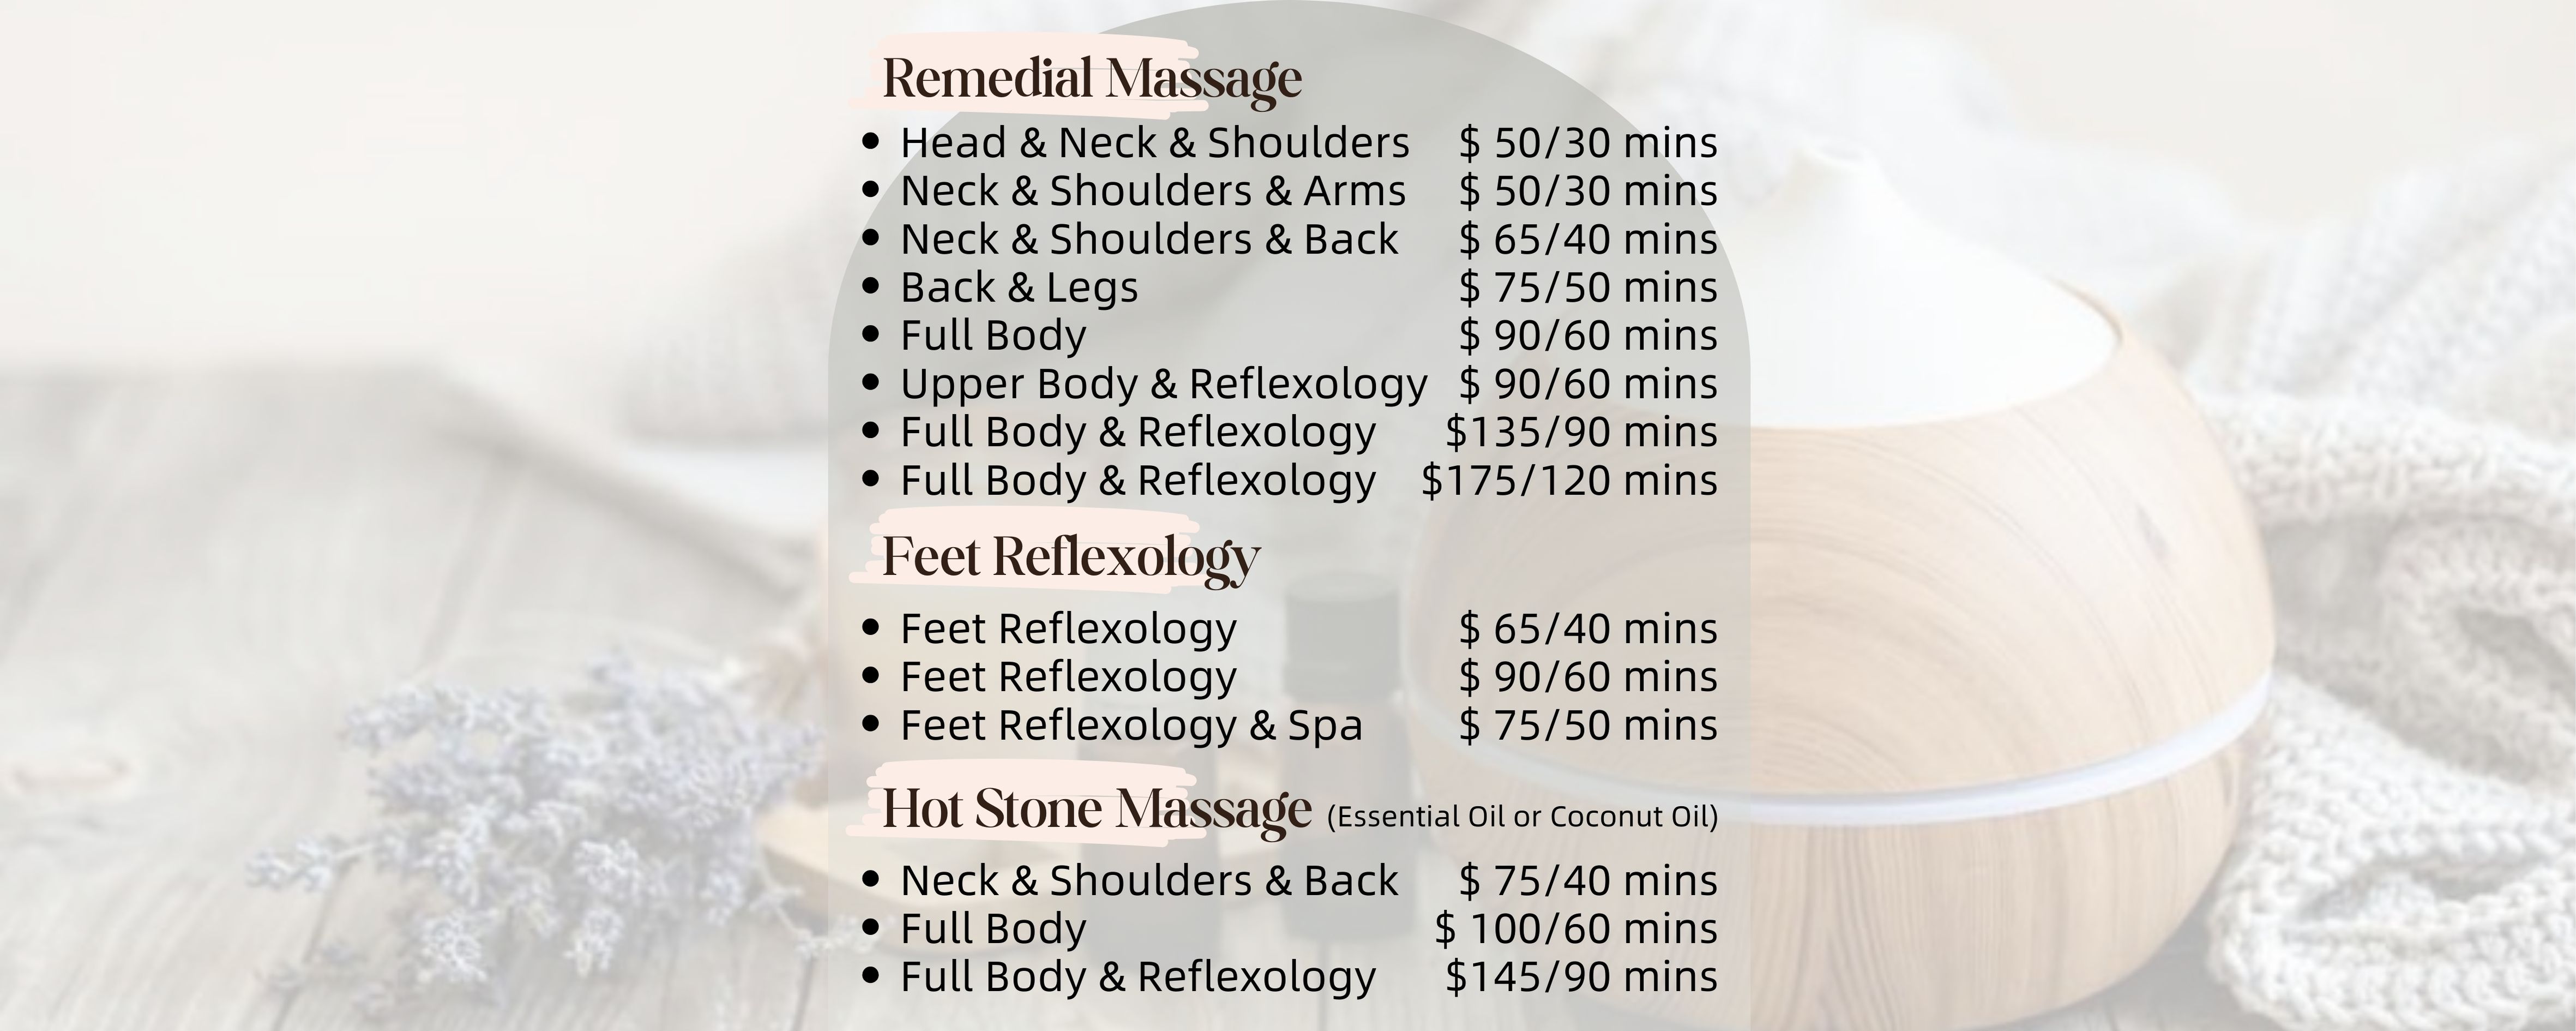 Remedial Massage
• Head & Neck & Shoulders $ 50/30 mins
• Neck & Shoulders & Arms $ 50/30 mins
• Neck & Shoulders & Back $ 65/40 mins
• Back & Legs $ 75/50 mins
• Full Body $ 90/60 mins
• Upper Body & Reflexology $ 90/60 mins
• Full Body & Reflexology $135/90 mins
• Full Body & Reflexology $175/120 mins
Feet Reflexology
• Feet Reflexology $ 65/40 mins
• Feet Reflexology $ 90/60 mins
• Feet Reflexology & Spa $ 75/50 mins
Hot Stone Massage (Essential Oil or Coconut Oil)
• Neck & Shoulders & Back $ 75/40 mins
• Full Body $ 100/60 mins
• Full Body & Reflexology $145/90 mins